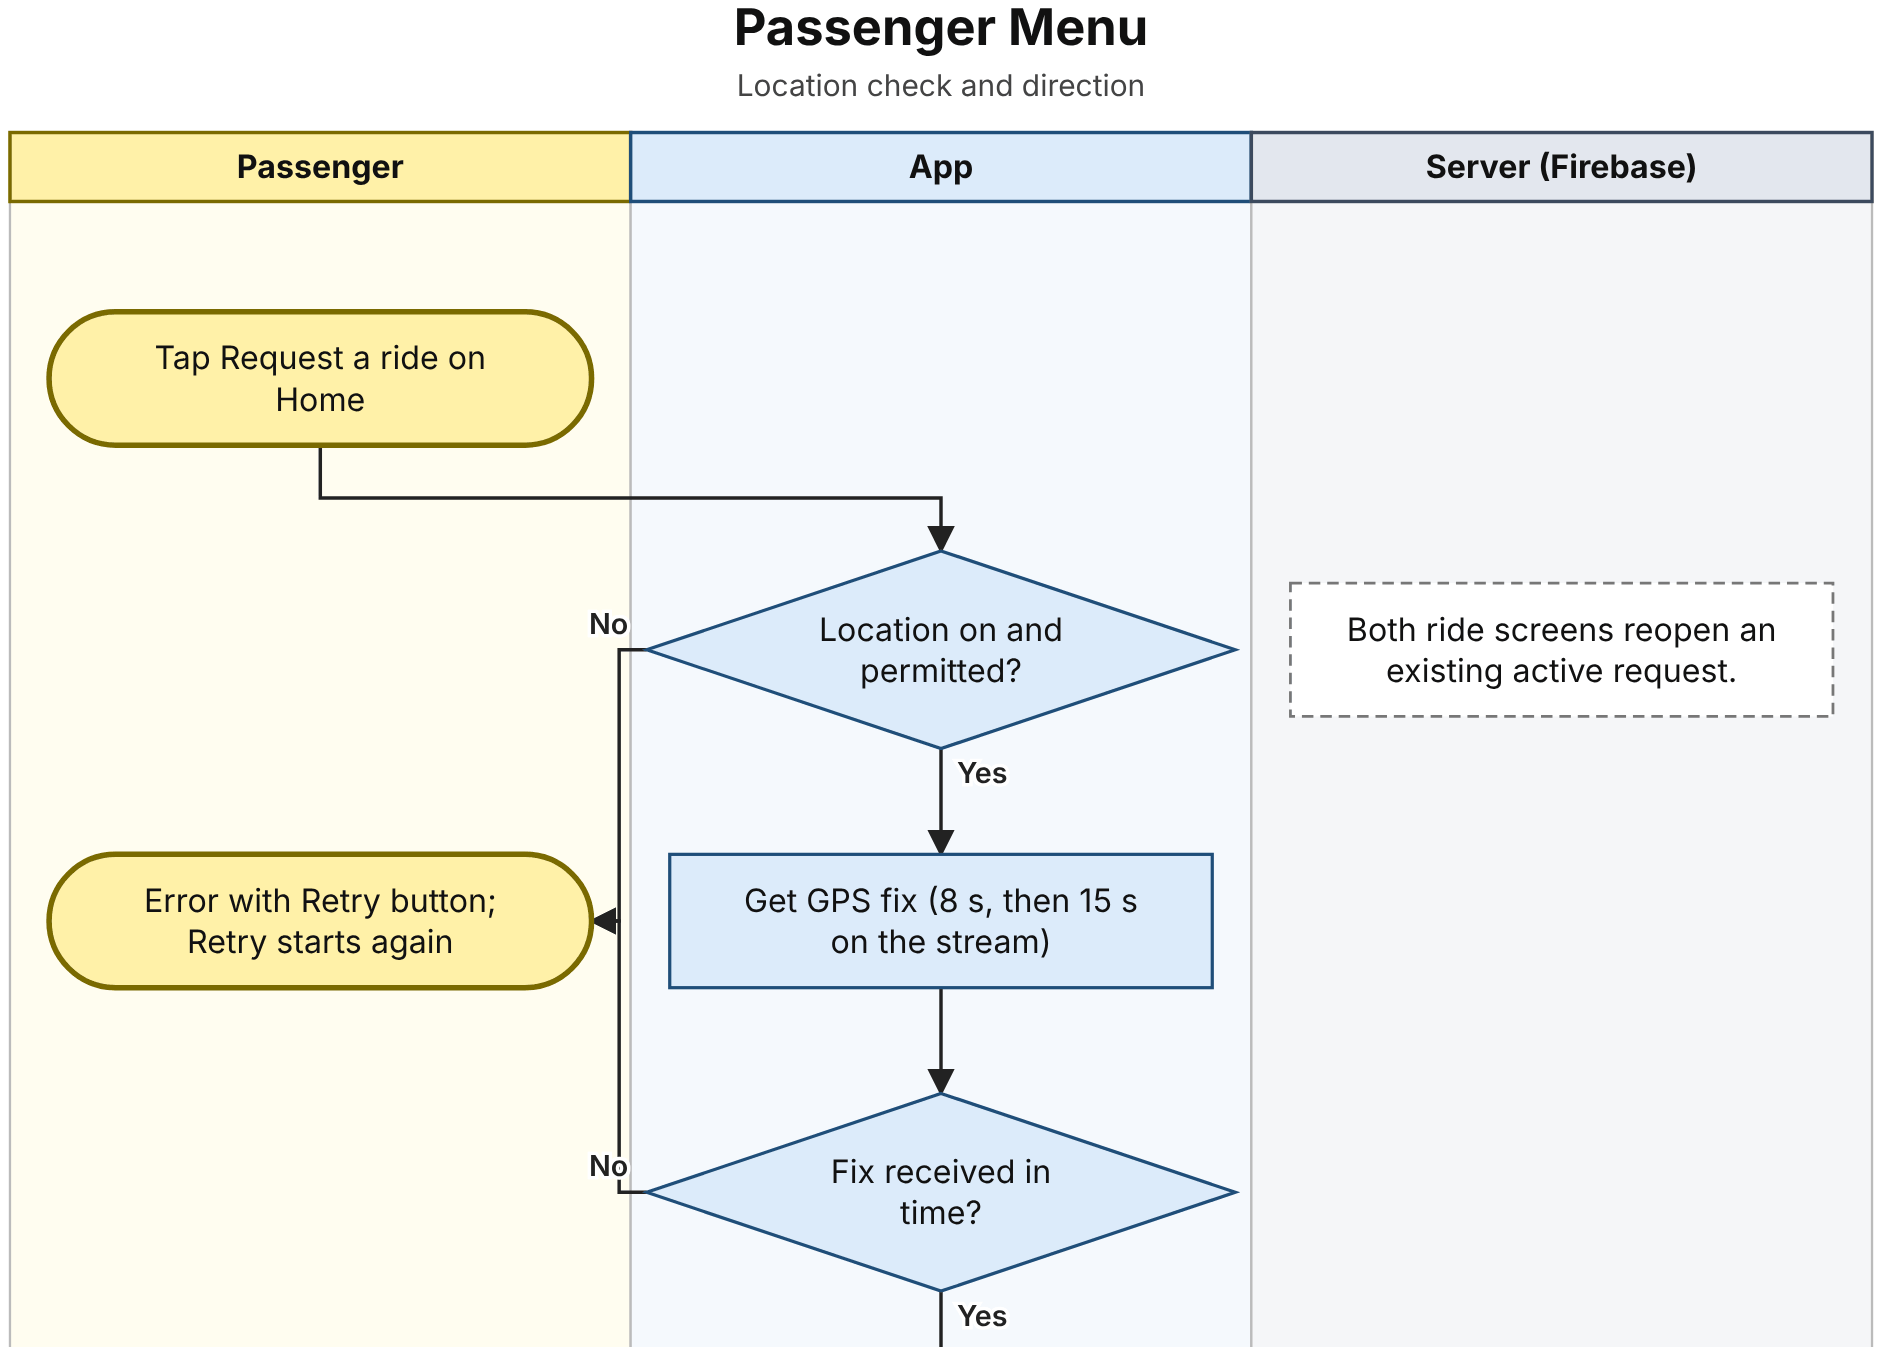 Passenger Menu
Location check and direction
Passenger
App
Server (Firebase)
Tap Request a ride on
Home
No
Location on and
permitted?
Both ride screens reopen an
existing active request.
Yes
Error with Retry button;
Retry starts again
Get GPS fix (8 s, then 15 s
on the stream)
No
Fix received in
time?
Yes